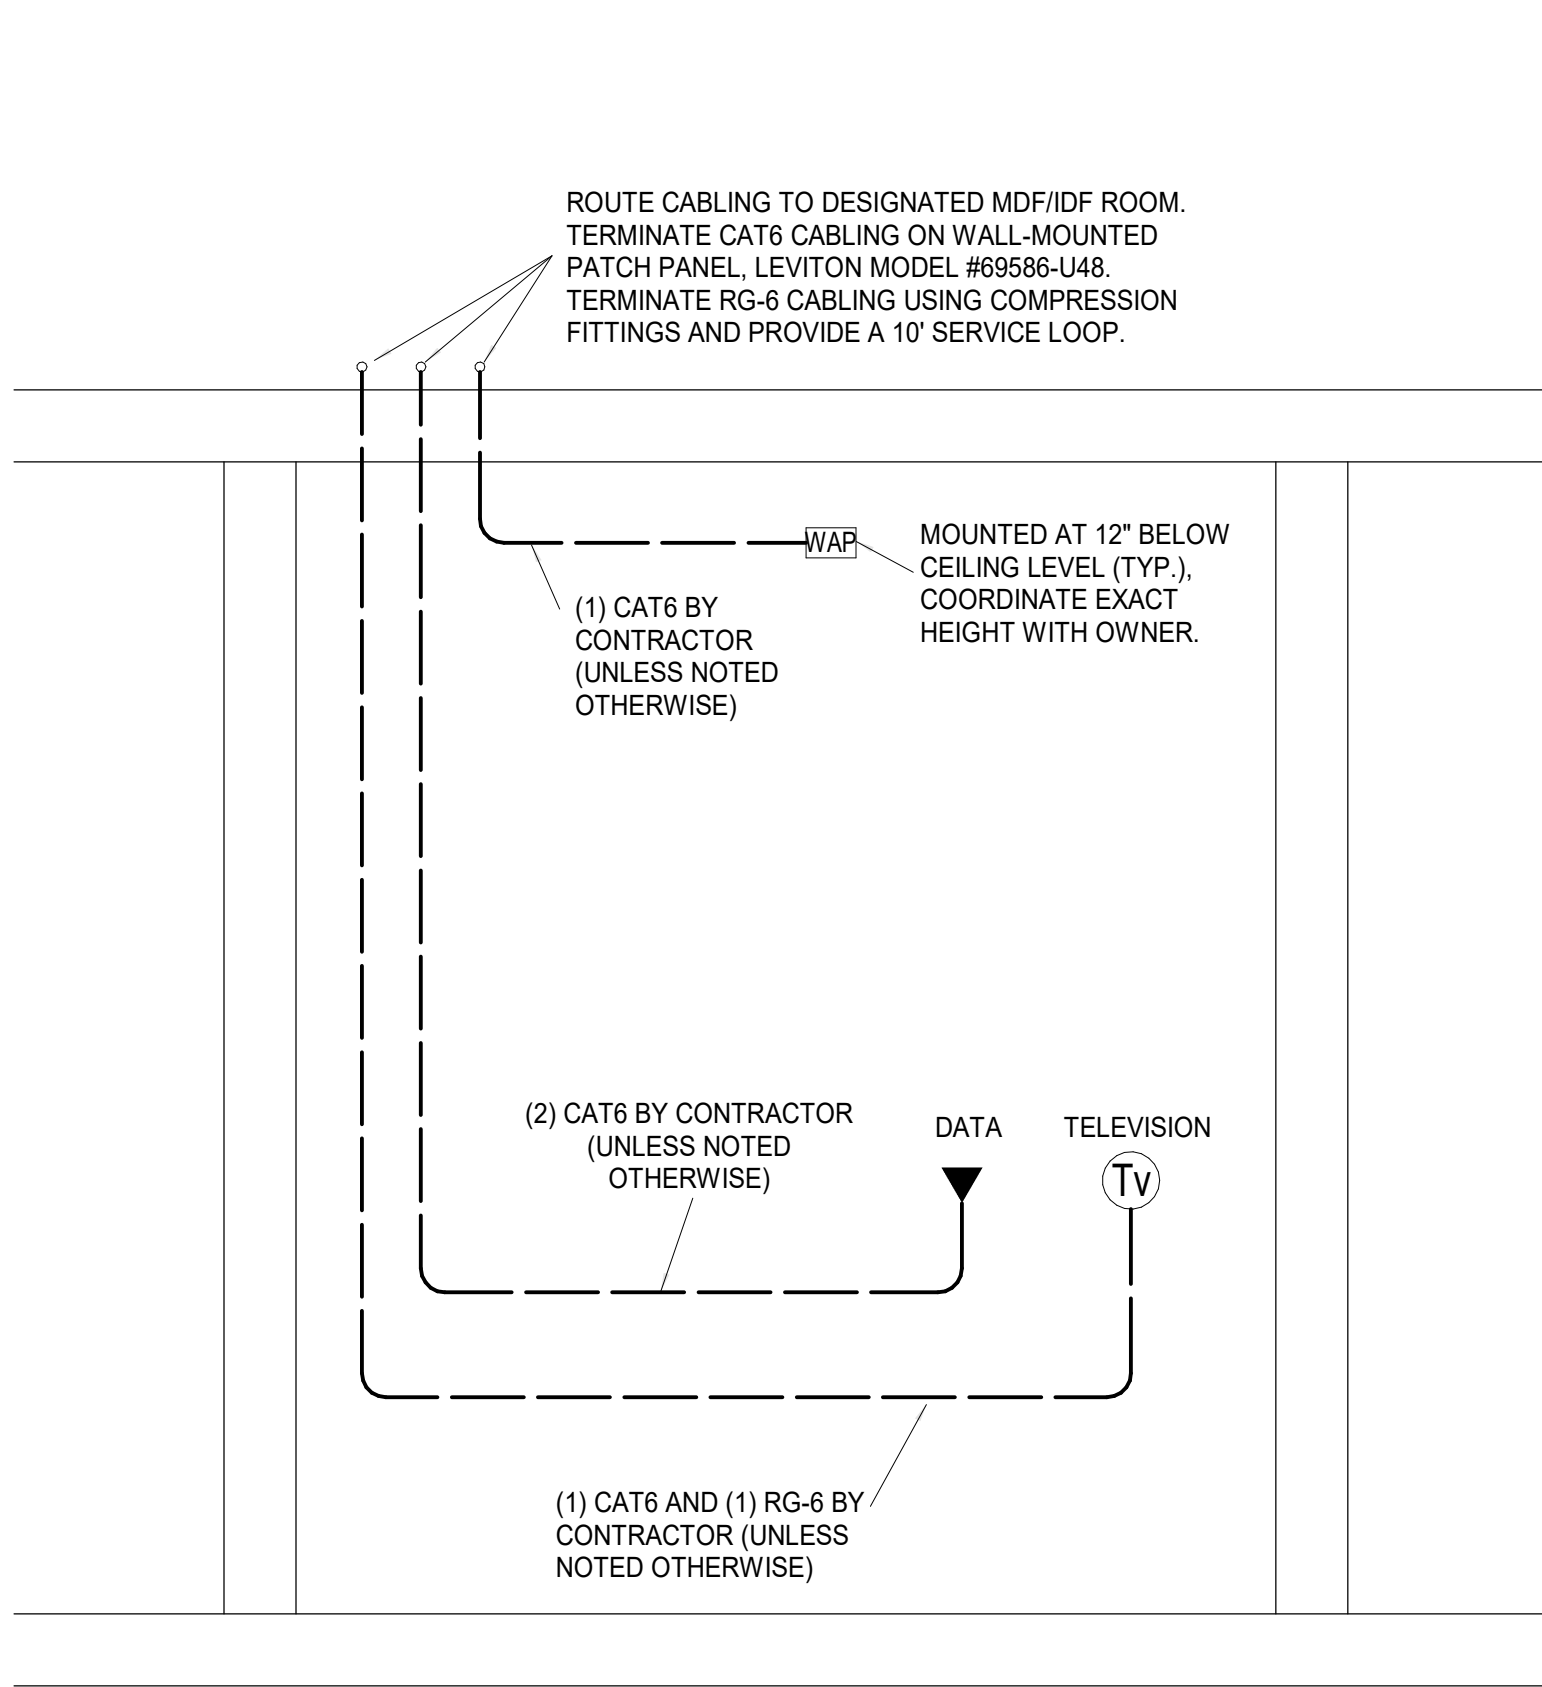 ROUTE CABLING TO DESIGNATED MDF/IDF ROOM.
TERMINATE CAT6 CABLING ON WALL-MOUNTED
PATCH PANEL, LEVITON MODEL #69586-U48.
TERMINATE RG-6 CABLING USING COMPRESSION
FITTINGS AND PROVIDE A 10' SERVICE LOOP.
WAP
MOUNTED AT 12" BELOW
CEILING LEVEL (TYP.),
COORDINATE EXACT
HEIGHT WITH OWNER.
(1) CAT6 BY
CONTRACTOR
(UNLESS NOTED
OTHERWISE)
(2) CAT6 BY CONTRACTOR
(UNLESS NOTED
OTHERWISE)
DATA
TELEVISION
Tv
(1) CAT6 AND (1) RG-6 BY
CONTRACTOR (UNLESS
NOTED OTHERWISE)